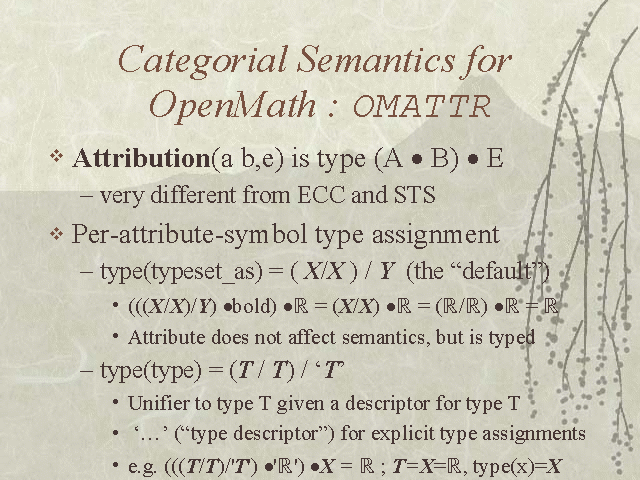 Categorial Semantics for
OpenMath : OMATTR
❖ Attribution(a b,e) is type (A • B) • E
– very different from ECC and STS
❖ Per-attribute-symbol type assignment
– type(typeset_as) = ( X/X ) / Y (the “default”)
• (((X/X)/Y) •bold) •ℝ = (X/X) •ℝ = (ℝ/ℝ) •ℝ = ℝ
• Attribute does not affect semantics, but is typed
– type(type) = (T / T) / ‘T’
• Unifier to type T given a descriptor for type T
• ‘…’ (“type descriptor”) for explicit type assignments
• e.g. (((T/T)/'T') •'ℝ') •X = ℝ ; T=X=ℝ, type(x)=X